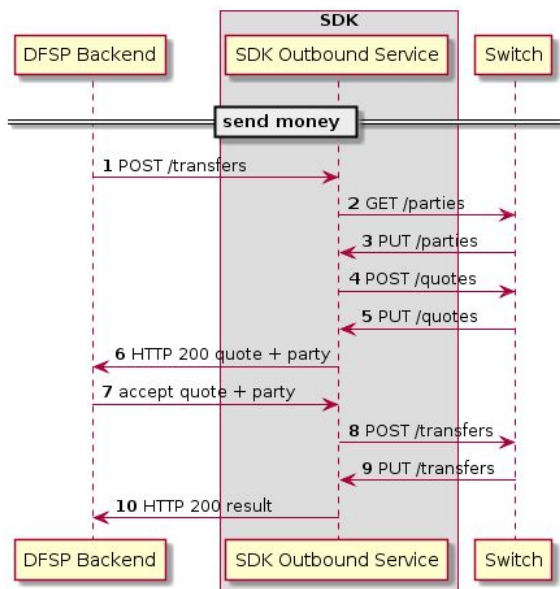 SDK
DFSP Backend
SDK Outbound Service
Switch
send money
1 POST /transfers
2 GET /parties
3 PUT /parties
4 POST /quotes
5 PUT /quotes
6 HTTP 200 quote + party
7 accept quote + party
8 POST /transfers
9 PUT /transfers
10 HTTP 200 result
DFSP Backend
SDK Outbound Service
Switch